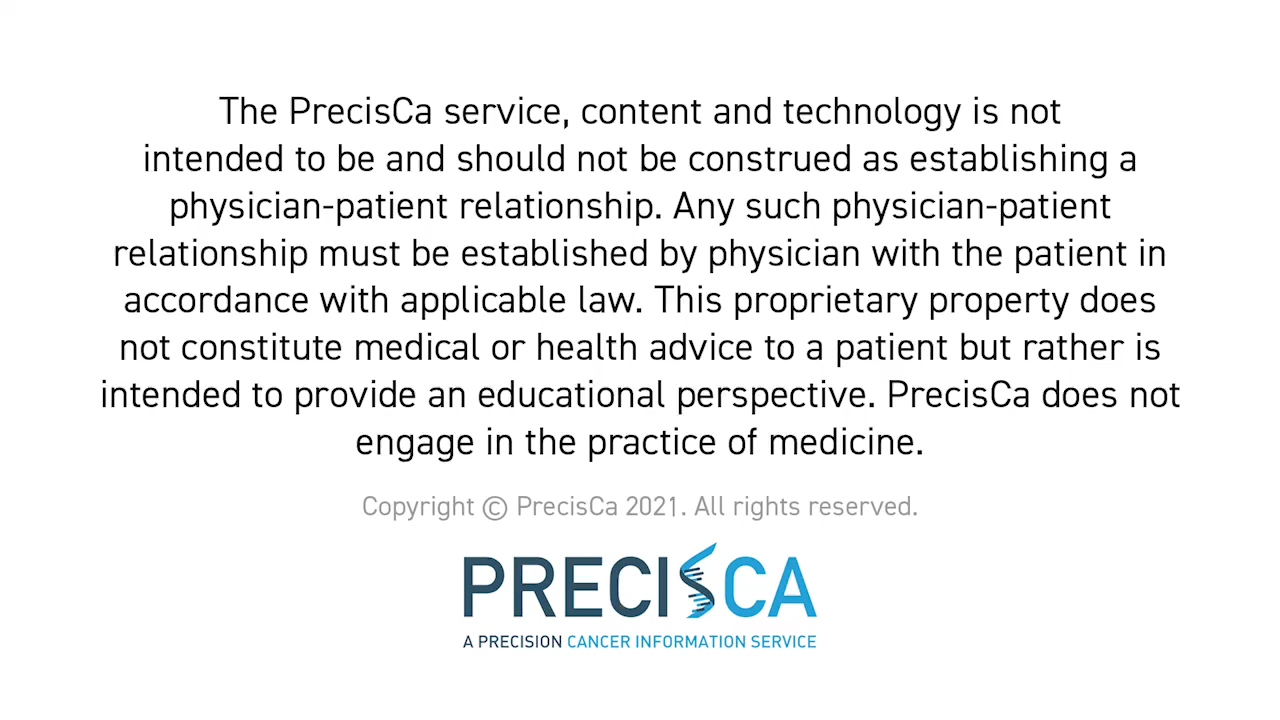 The PrecisCa service, content and technology is not
intended to be and should not be construed as establishing a
physician-patient relationship. Any such physician-patient
relationship must be established by physician with the patient in
accordance with applicable law. This proprietary property does
not constitute medical or health advice to a patient but rather is
intended to provide an educational perspective. PrecisCa does not
engage in the practice of medicine.
Copyright © PrecisCa 2021. All rights reserved.
PRECISCA
A PRECISION CANCER INFORMATION SERVICE